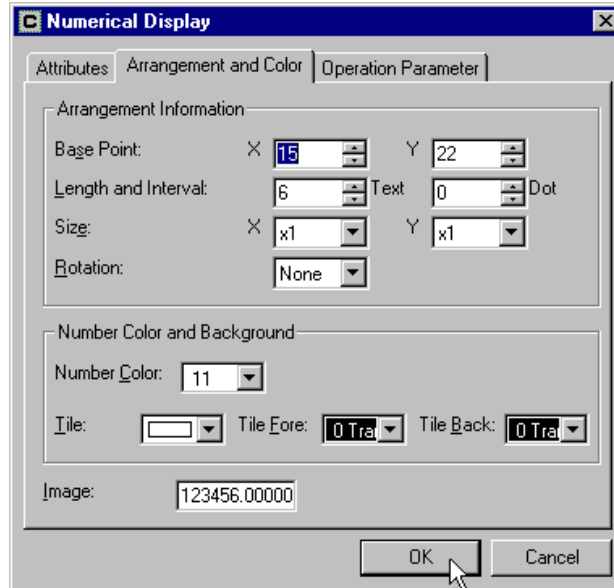 C Numerical Display
Attributes Arrangement and Color Operation Parameter
Arrangement Information
Base Point: X 15 Y 22
Length and Interval: 6 Text 0 Dot
Size: X x1 Y x1
Rotation: None
Number Color and Background
Number Color: 11
Tile: Tile Fore: 0 Tra Tile Back: 0 Tra
Image: 123456.00000
OK Cancel